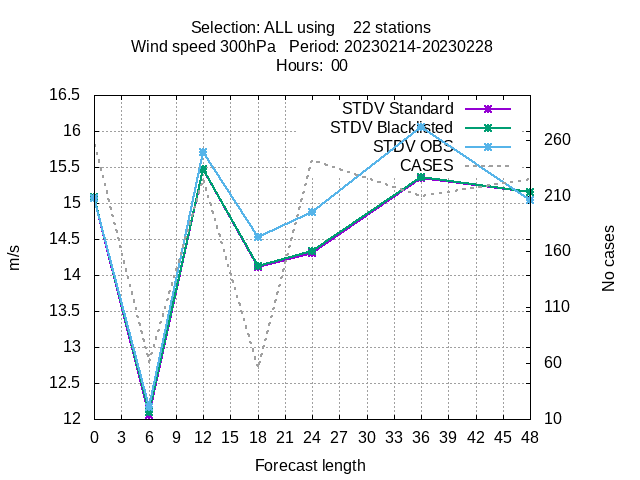 Selection: ALL using    22 stations
Wind speed 300hPa   Period: 20230214-20230228
Hours:  00
STDV Standard
STDV Blacklisted
STDV OBS
CASES
16.5
16
15.5
15
14.5
14
13.5
13
12.5
12
260
210
160
110
60
10
m/s
No cases
0 3 6 9 12 15 18 21 24 27 30 33 36 39 42 45 48
Forecast length